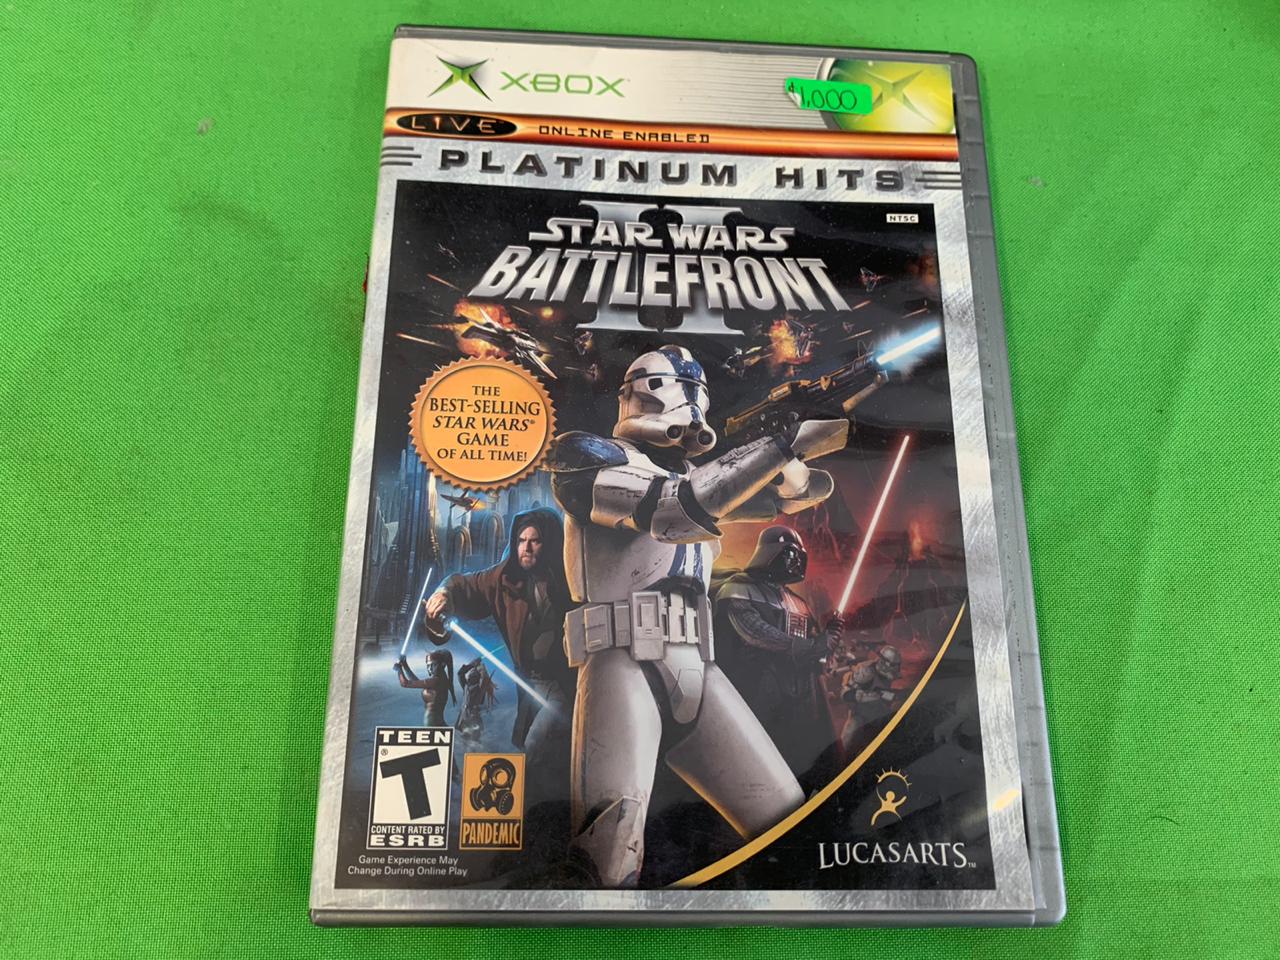 XBOX
$1,000
LIVE ONLINE ENABLED
PLATINUM HITS
NTSC
II
STAR WARS
BATTLEFRONT
THE
BEST-SELLING
STAR WARS®
GAME
OF ALL TIME!
TEEN
®
T
CONTENT RATED BY
ESRB
PANDEMIC
Game Experience May
Change During Online Play
LUCASARTS™